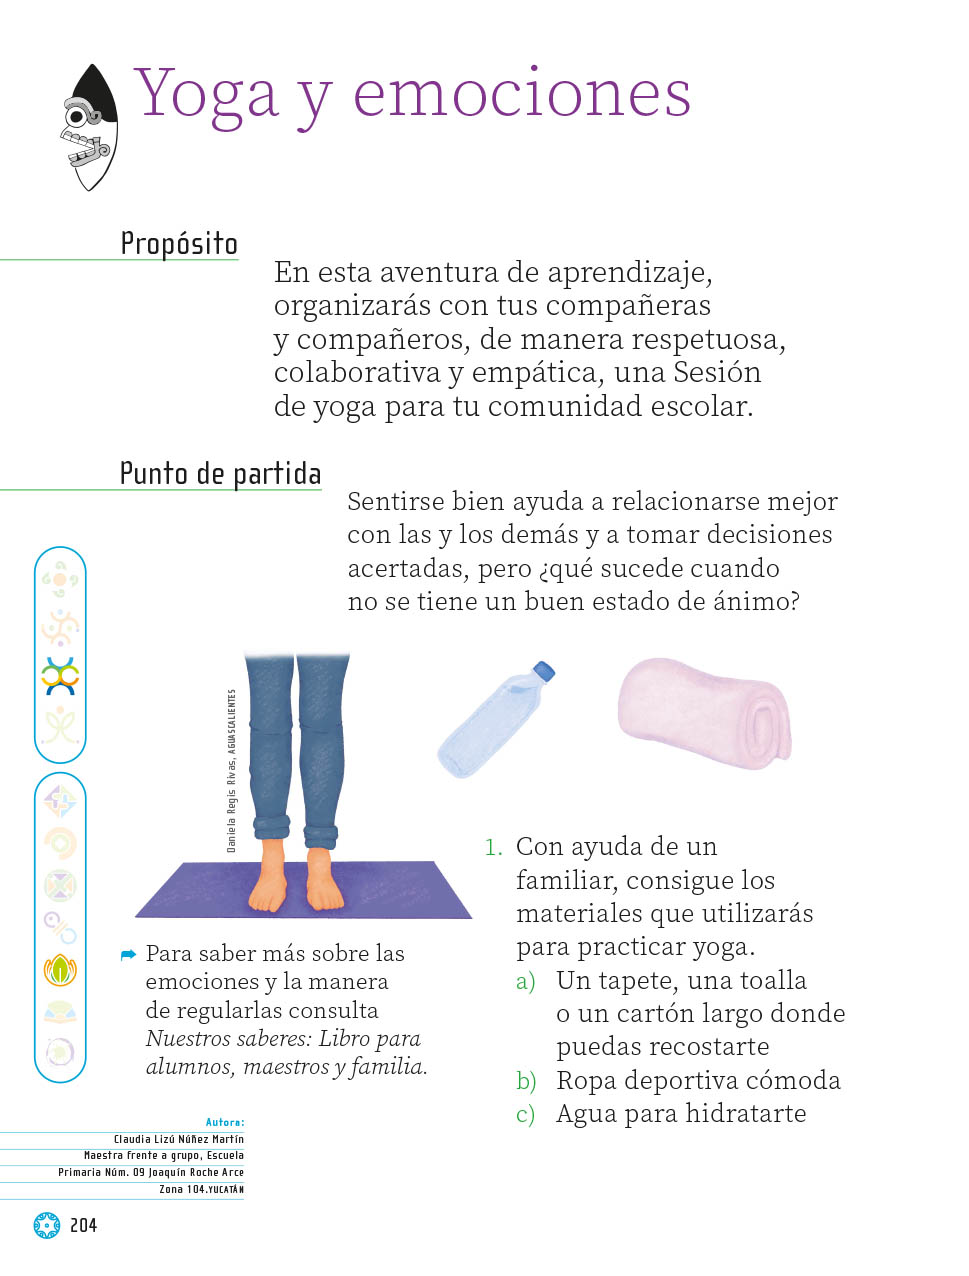 Yoga y emociones
Propósito
En esta aventura de aprendizaje,
organizarás con tus compañeras
y compañeros, de manera respetuosa,
colaborativa y empática, una Sesión
de yoga para tu comunidad escolar.
Punto de partida
Sentirse bien ayuda a relacionarse mejor
con las y los demás y a tomar decisiones
acertadas, pero ¿qué sucede cuando
no se tiene un buen estado de ánimo?
Daniela Regis Rivas, AGUASCALIENTES
1. Con ayuda de un
familiar, consigue los
materiales que utilizarás
para practicar yoga.
a) Un tapete, una toalla
o un cartón largo donde
puedas recostarte
b) Ropa deportiva cómoda
c) Agua para hidratarte
Para saber más sobre las
emociones y la manera
de regularlas consulta
Nuestros saberes: Libro para
alumnos, maestros y familia.
Autora:
Claudia Lizú Núñez Martín
Maestra frente a grupo, Escuela
Primaria Núm. 09 Joaquín Roche Arce
Zona 104.YUCATÁN
204